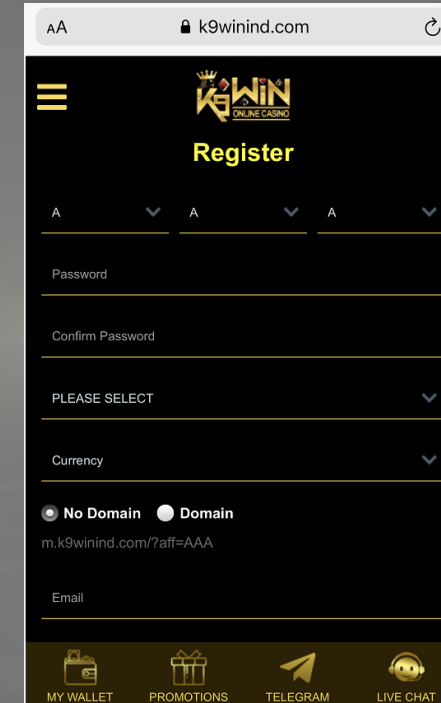 AA k9winind.com
K9WIN
ONLINE CASINO
Register
A A A
Password
Confirm Password
PLEASE SELECT
Currency
No Domain Domain
m.k9winind.com/?aff=AAA
Email
MY WALLET PROMOTIONS TELEGRAM LIVE CHAT